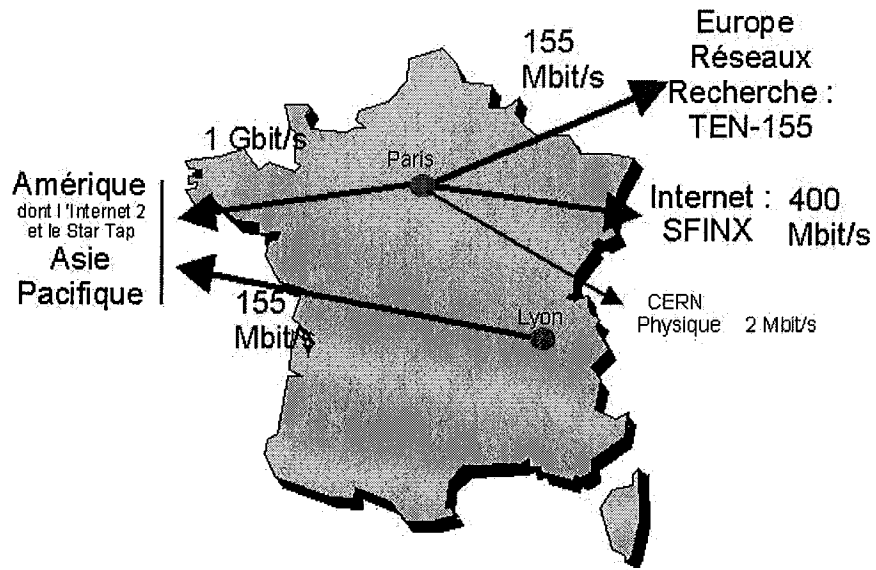 155
Mbit/s
Europe
Réseaux
Recherche :
TEN-155
1 Gbit/s
Paris
Amérique
dont l 'Internet 2
et le Star Tap
Asie
Pacifique
Internet : 400
SFINX Mbit/s
155
Mbit/s
Lyon
CERN
Physique 2 Mbit/s